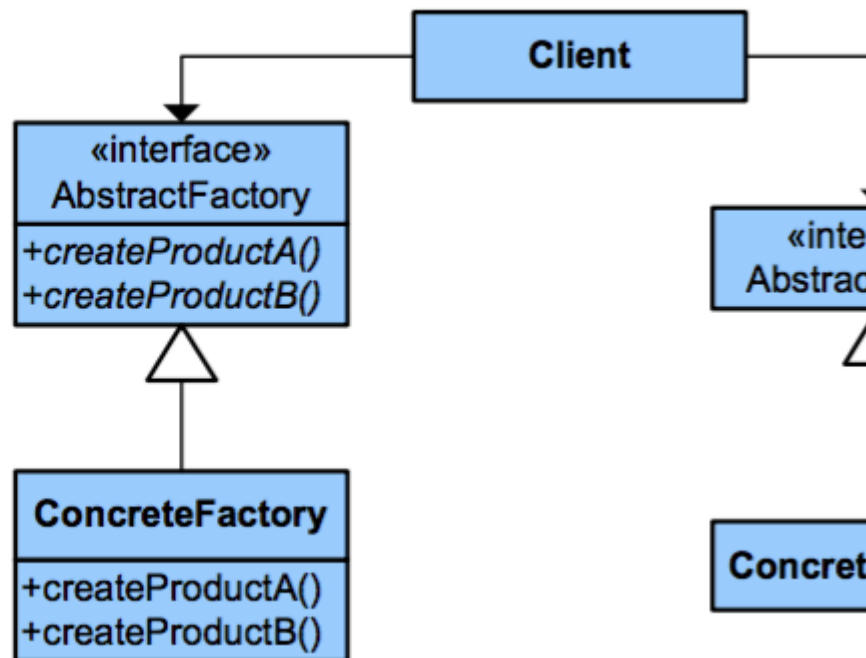 Client
«interface»
AbstractFactory
+createProductA()
+createProductB()
ConcreteFactory
+createProductA()
+createProductB()